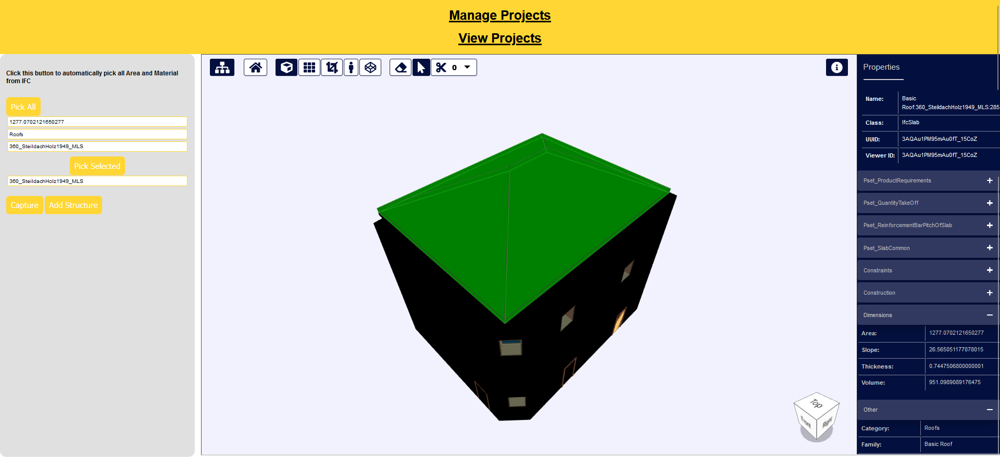 Manage Projects
View Projects
Click this button to automatically pick all Area and Material
from IFC
Pick All
1277.0702121650277
Roofs
360_SteildachHolz1949_MLS
Pick Selected
360_SteildachHolz1949_MLS
Capture Add Structure
0
Top
Front
Right
Properties
Name: Basic
Roof:360_SteildachHolz1949_MLS:285
Class: IfcSlab
UUID: 3AQAu1PM95mAu0fT_15CoZ
Viewer ID: 3AQAu1PM95mAu0fT_15CoZ
Pset_ProductRequirements
Pset_QuantityTakeOff
Pset_ReinforcementBarPitchOfSlab
Pset_SlabCommon
Constraints
Construction
Dimensions
Area: 1277.0702121650277
Slope: 26.565051177078015
Thickness: 0.7447506800000001
Volume: 951.0989089176475
Other
Category: Roofs
Family: Basic Roof